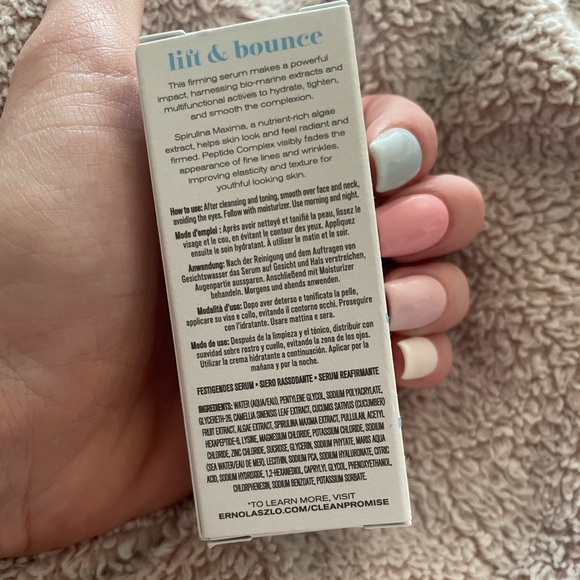 lift & bounce
This firming serum makes a powerful
impact, harnessing bio-marine extracts and
multifunctional actives to hydrate, tighten,
and smooth the complexion.
Spirulina Maxima, a nutrient-rich algae
extract, helps skin look and feel radiant and
firmed. Peptide Complex visibly fades the
appearance of fine lines and wrinkles,
improving elasticity and texture for
youthful looking skin.
How to use: After cleansing and toning, smooth over face and neck,
avoiding the eyes. Follow with moisturizer. Use morning and night.
Mode d'emploi : Après avoir nettoyé et tonifié la peau, lissez le
visage et le cou, en évitant le contour des yeux. Appliquez
ensuite le soin hydratant. À utiliser le matin et le soir.
Anwendung: Nach der Reinigung und dem Auftragen von
Gesichtswasser das Serum auf Gesicht und Hals verstreichen,
Augenpartie aussparen. Anschließend mit Moisturizer
behandeln. Morgens und abends anwenden.
Modalità d'uso: Dopo aver deterso e tonificato la pelle,
applicare su viso e collo, evitando il contorno occhi. Proseguire
con l'idratante. Usare mattina e sera.
Modo de uso: Después de la limpieza y el tónico, distribuir con
suavidad sobre rostro y cuello, evitando la zona de los ojos.
Utilizar la crema hidratante a continuación. Aplicar por la
mañana y por la noche.
FESTIGENDES SERUM • SIERO RASSODANTE • SERUM REAFIRMANTE
INGREDIENTS: WATER (AQUA/EAU), PENTYLENE GLYCOL, SODIUM POLYACRYLATE,
GLYCERETH-26, CAMELLIA SINENSIS LEAF EXTRACT, CUCUMIS SATIVUS (CUCUMBER)
FRUIT EXTRACT, ALGAE EXTRACT, SPIRULINA MAXIMA EXTRACT, PULLULAN, ACETYL
HEXAPEPTIDE-8, LYSINE, MAGNESIUM CHLORIDE, POTASSIUM CHLORIDE, SODIUM
CHLORIDE, ZINC CHLORIDE, SUCROSE, GLYCERIN, SODIUM PHYTATE, MARIS AQUA
(SEA WATER/EAU DE MER), LECITHIN, SODIUM PCA, SODIUM HYALURONATE, CITRIC
ACID, SODIUM HYDROXIDE, 1,2-HEXANEDIOL, CAPRYLYL GLYCOL, PHENOXYETHANOL,
CHLORPHENESIN, SODIUM BENZOATE, POTASSIUM SORBATE.
*TO LEARN MORE, VISIT
ERNOLASZLO.COM/CLEANPROMISE